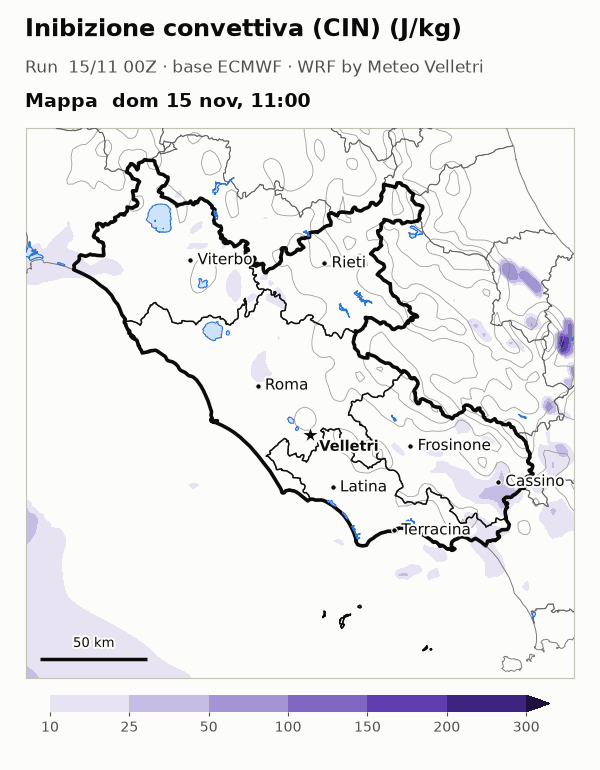 Inibizione convettiva (CIN) (J/kg)
Run  15/11 00Z · base ECMWF · WRF by Meteo Velletri
Mappa  dom 15 nov, 11:00
Viterbo
Rieti
Roma
Velletri
Frosinone
Cassino
Latina
Terracina
50 km
10 25 50 100 150 200 300